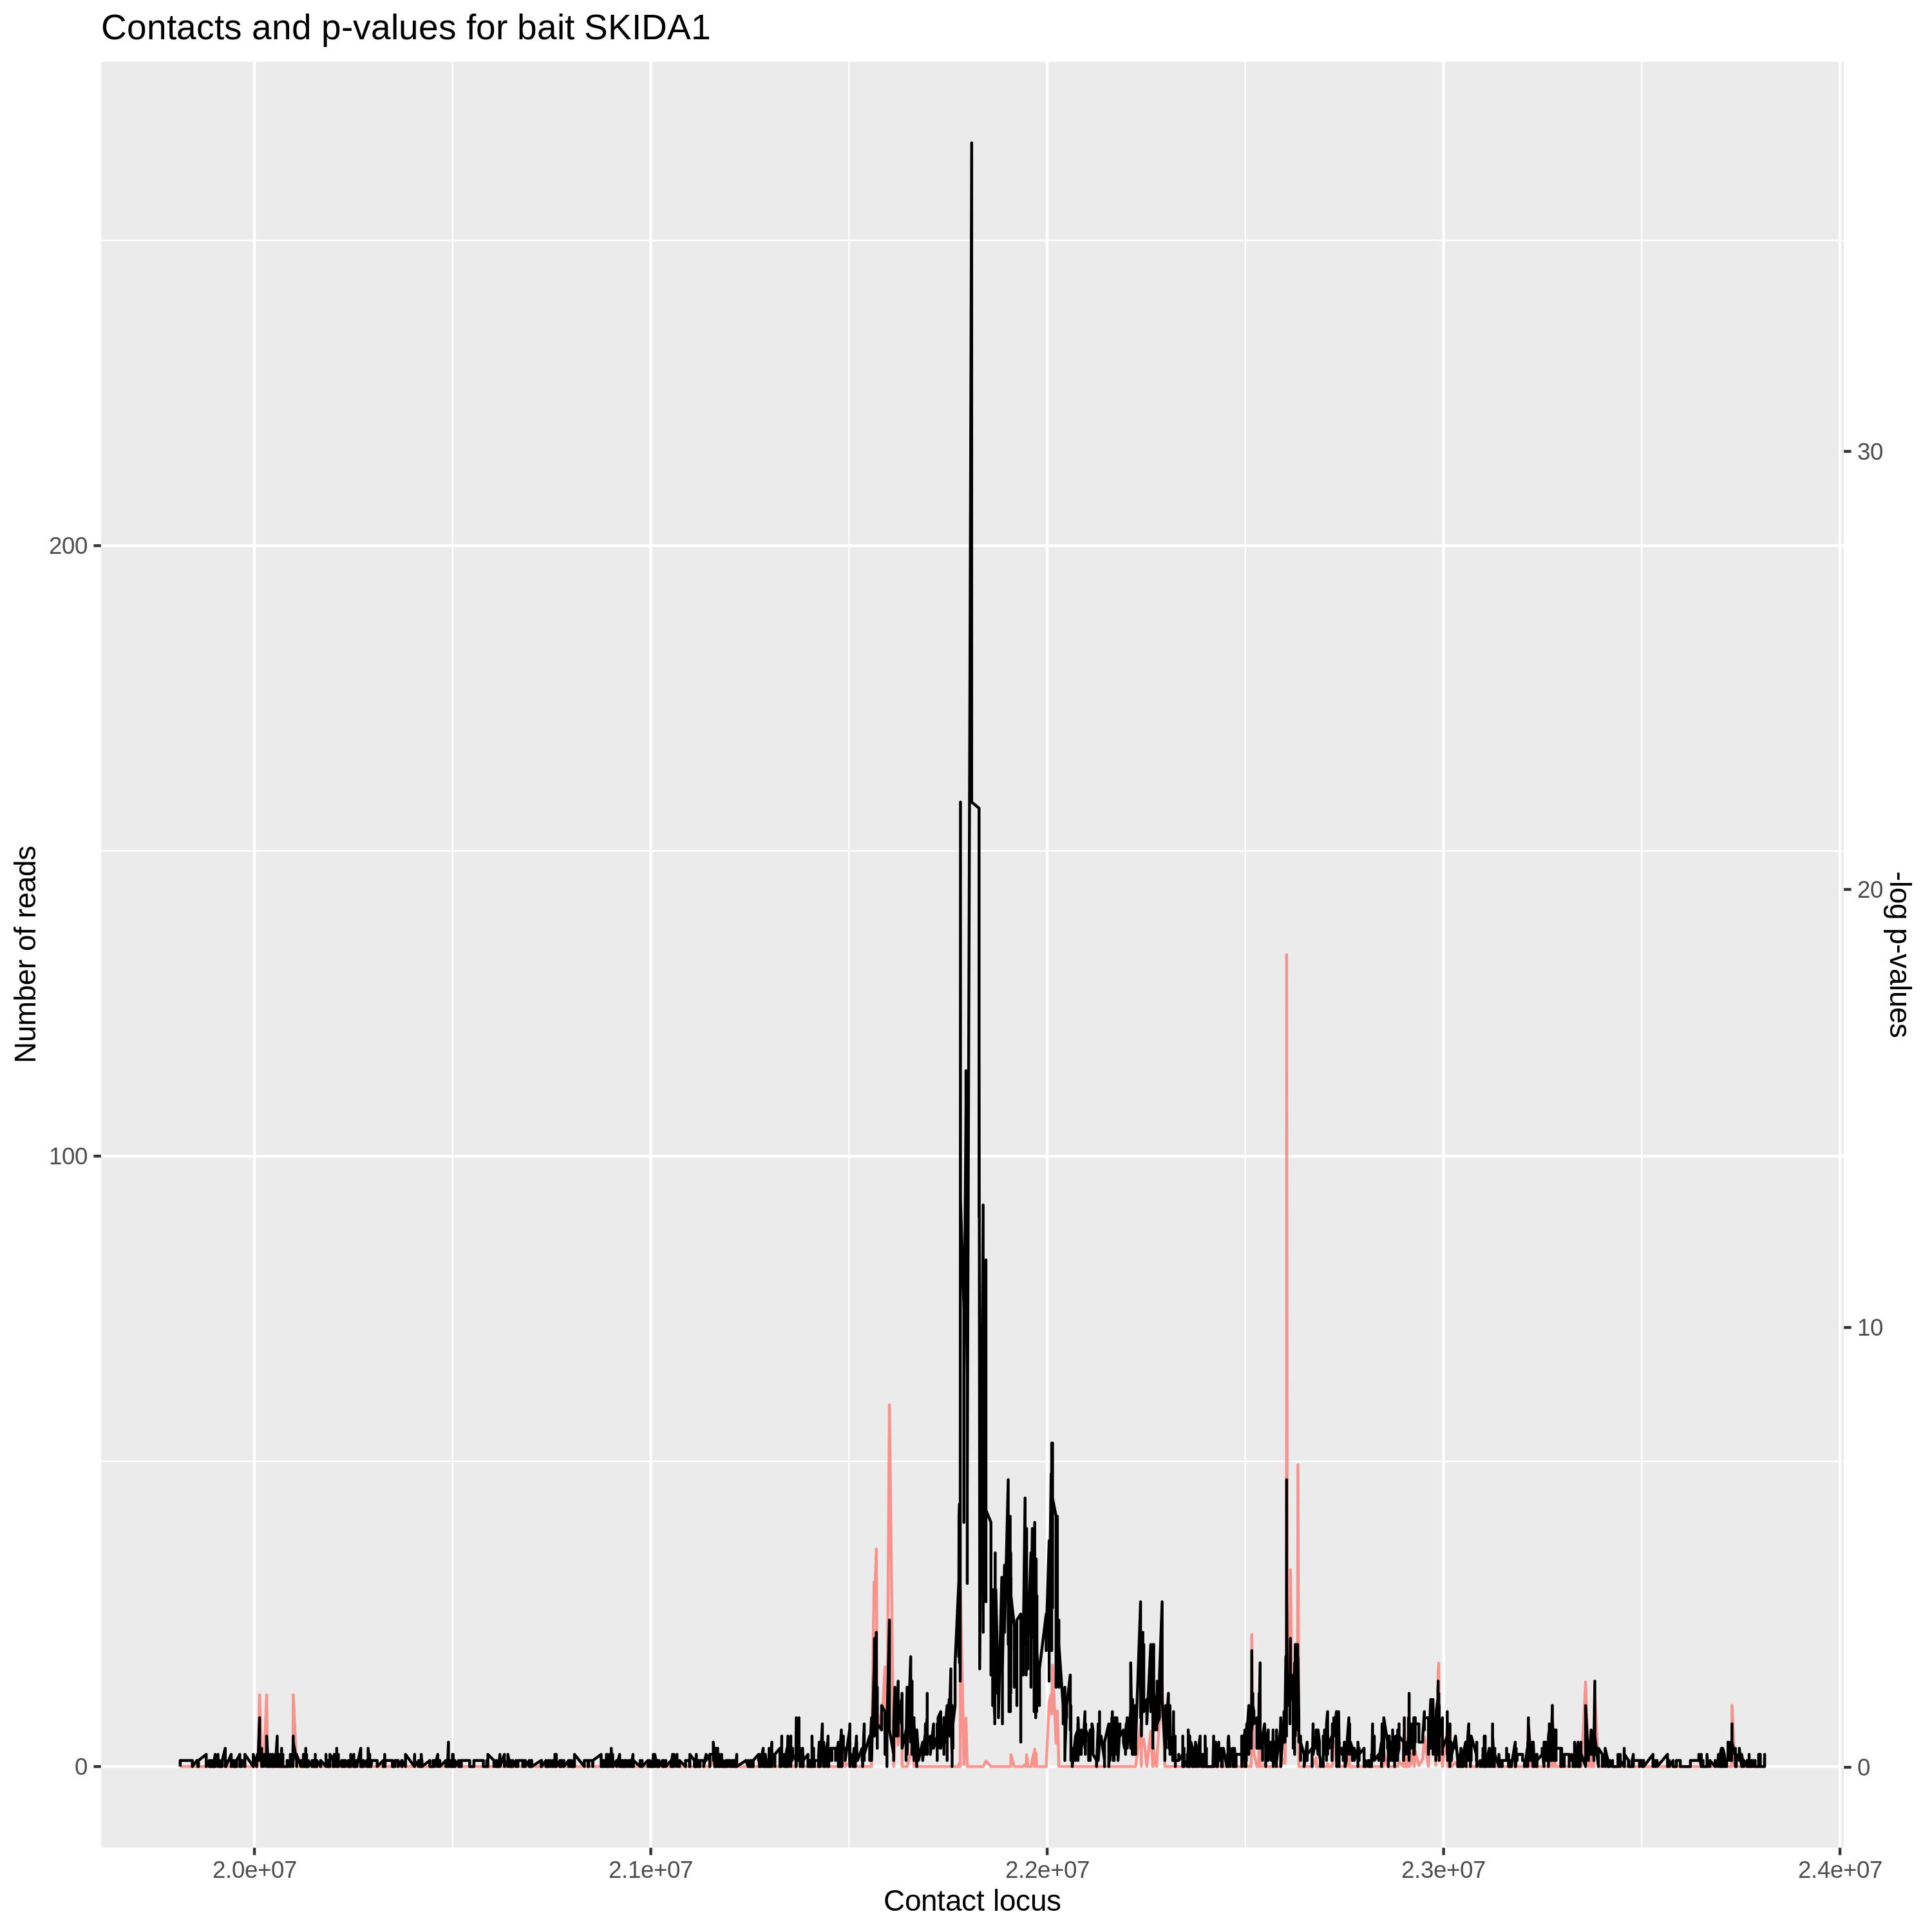 Contacts and p-values for bait SKIDA1
Number of reads
200
100
0
30
20
10
0
-log p-values
2.0e+07
2.1e+07
2.2e+07
2.3e+07
2.4e+07
Contact locus